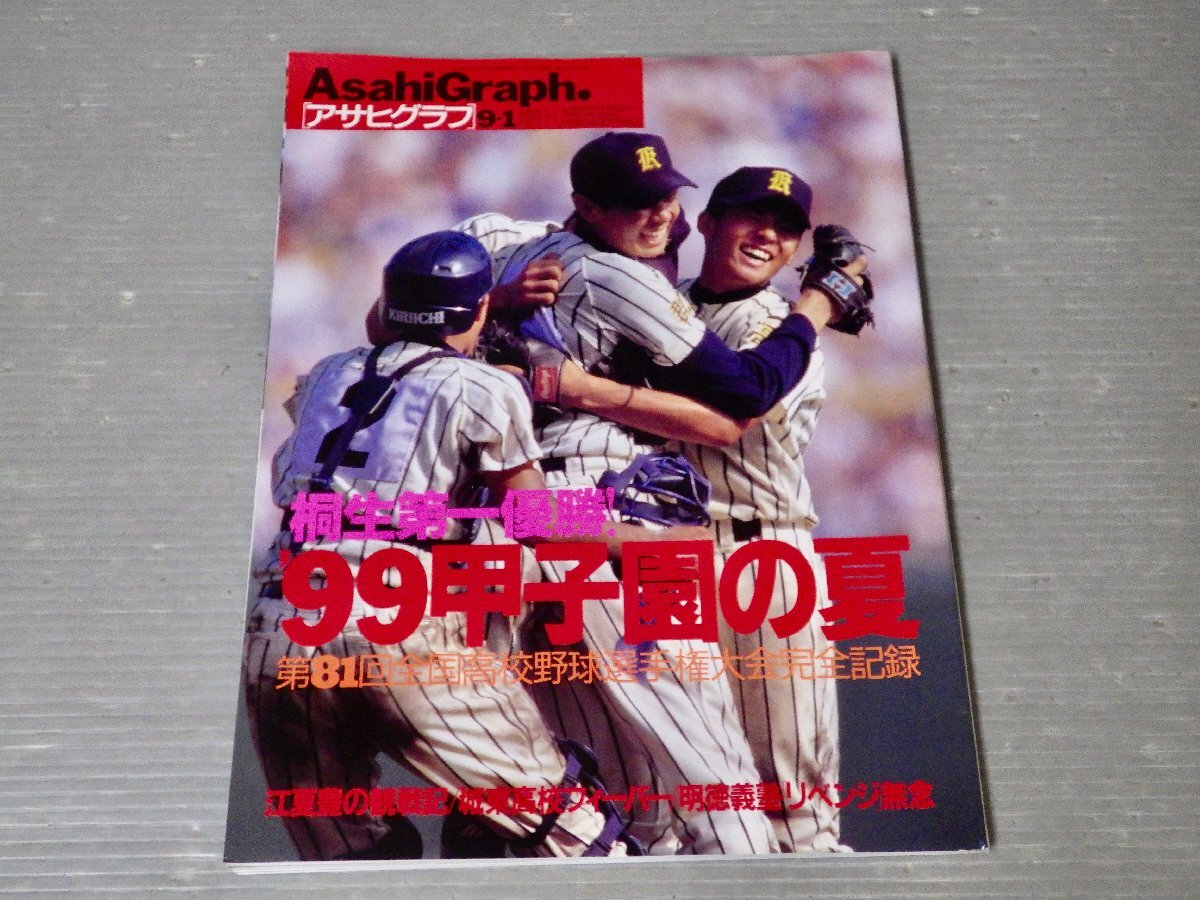 AsahiGraph.
[アサヒグラフ] 9・1
R
R
KIRIICHI
2
桐生第一優勝!
'99甲子園の夏
第81回全国高校野球選手権大会完全記録
江夏豊の観戦記/城東高校フィーバー/明徳義塾リベンジ無念